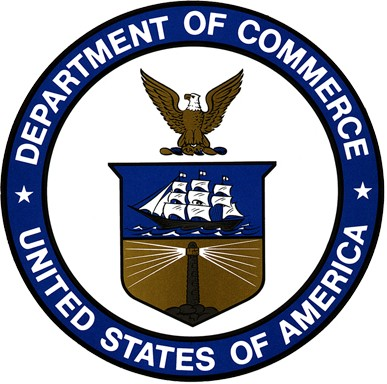 DEPARTMENT OF COMMERCE
UNITED STATES OF AMERICA